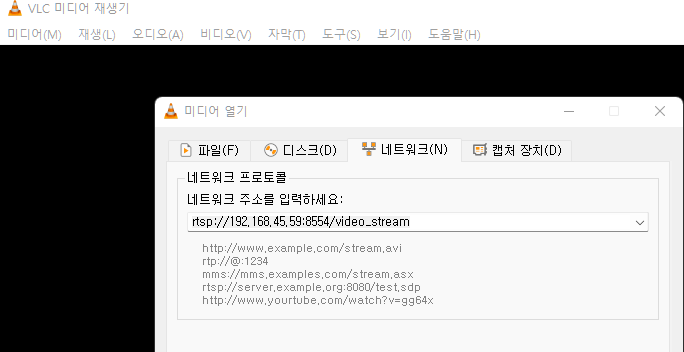 VLC 미디어 재생기
미디어(M) 재생(L) 오디오(A) 비디오(V) 자막(T) 도구(S) 보기(I) 도움말(H)
미디어 열기
파일(F) 디스크(D) 네트워크(N) 캡처 장치(D)
네트워크 프로토콜
네트워크 주소를 입력하세요:
rtsp://192.168.45.59:8554/video_stream
http://www.example.com/stream.avi
rtp://@:1234
mms://mms.examples.com/stream.asx
rtsp://server.example.org:8080/test.sdp
http://www.yourtube.com/watch?v=gg64x